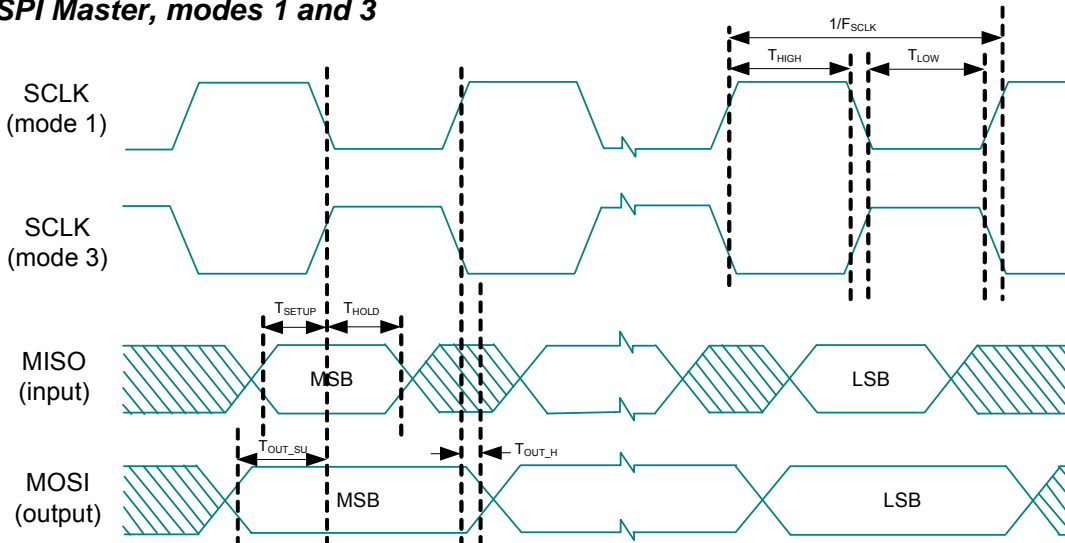 SPI Master, modes 1 and 3
1/FSCLK
THIGH
TLOW
SCLK
(mode 1)
SCLK
(mode 3)
TSETUP
THOLD
MISO
(input)
MSB
LSB
TOUT_SU
TOUT_H
MOSI
(output)
MSB
LSB